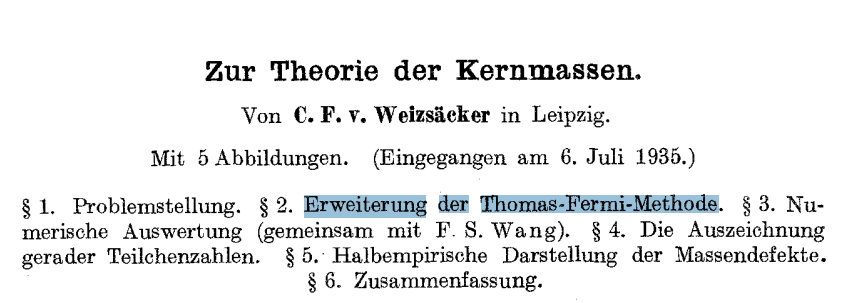 Zur Theorie der Kernmassen.
Von C. F. v. Weizsäcker in Leipzig.
Mit 5 Abbildungen. (Eingegangen am 6. Juli 1935.)
§ 1. Problemstellung. § 2. Erweiterung der Thomas-Fermi-Methode. § 3. Nu-
merische Auswertung (gemeinsam mit F. S. Wang). § 4. Die Auszeichnung
gerader Teilchenzahlen. § 5. Halbempirische Darstellung der Massendefekte.
§ 6. Zusammenfassung.